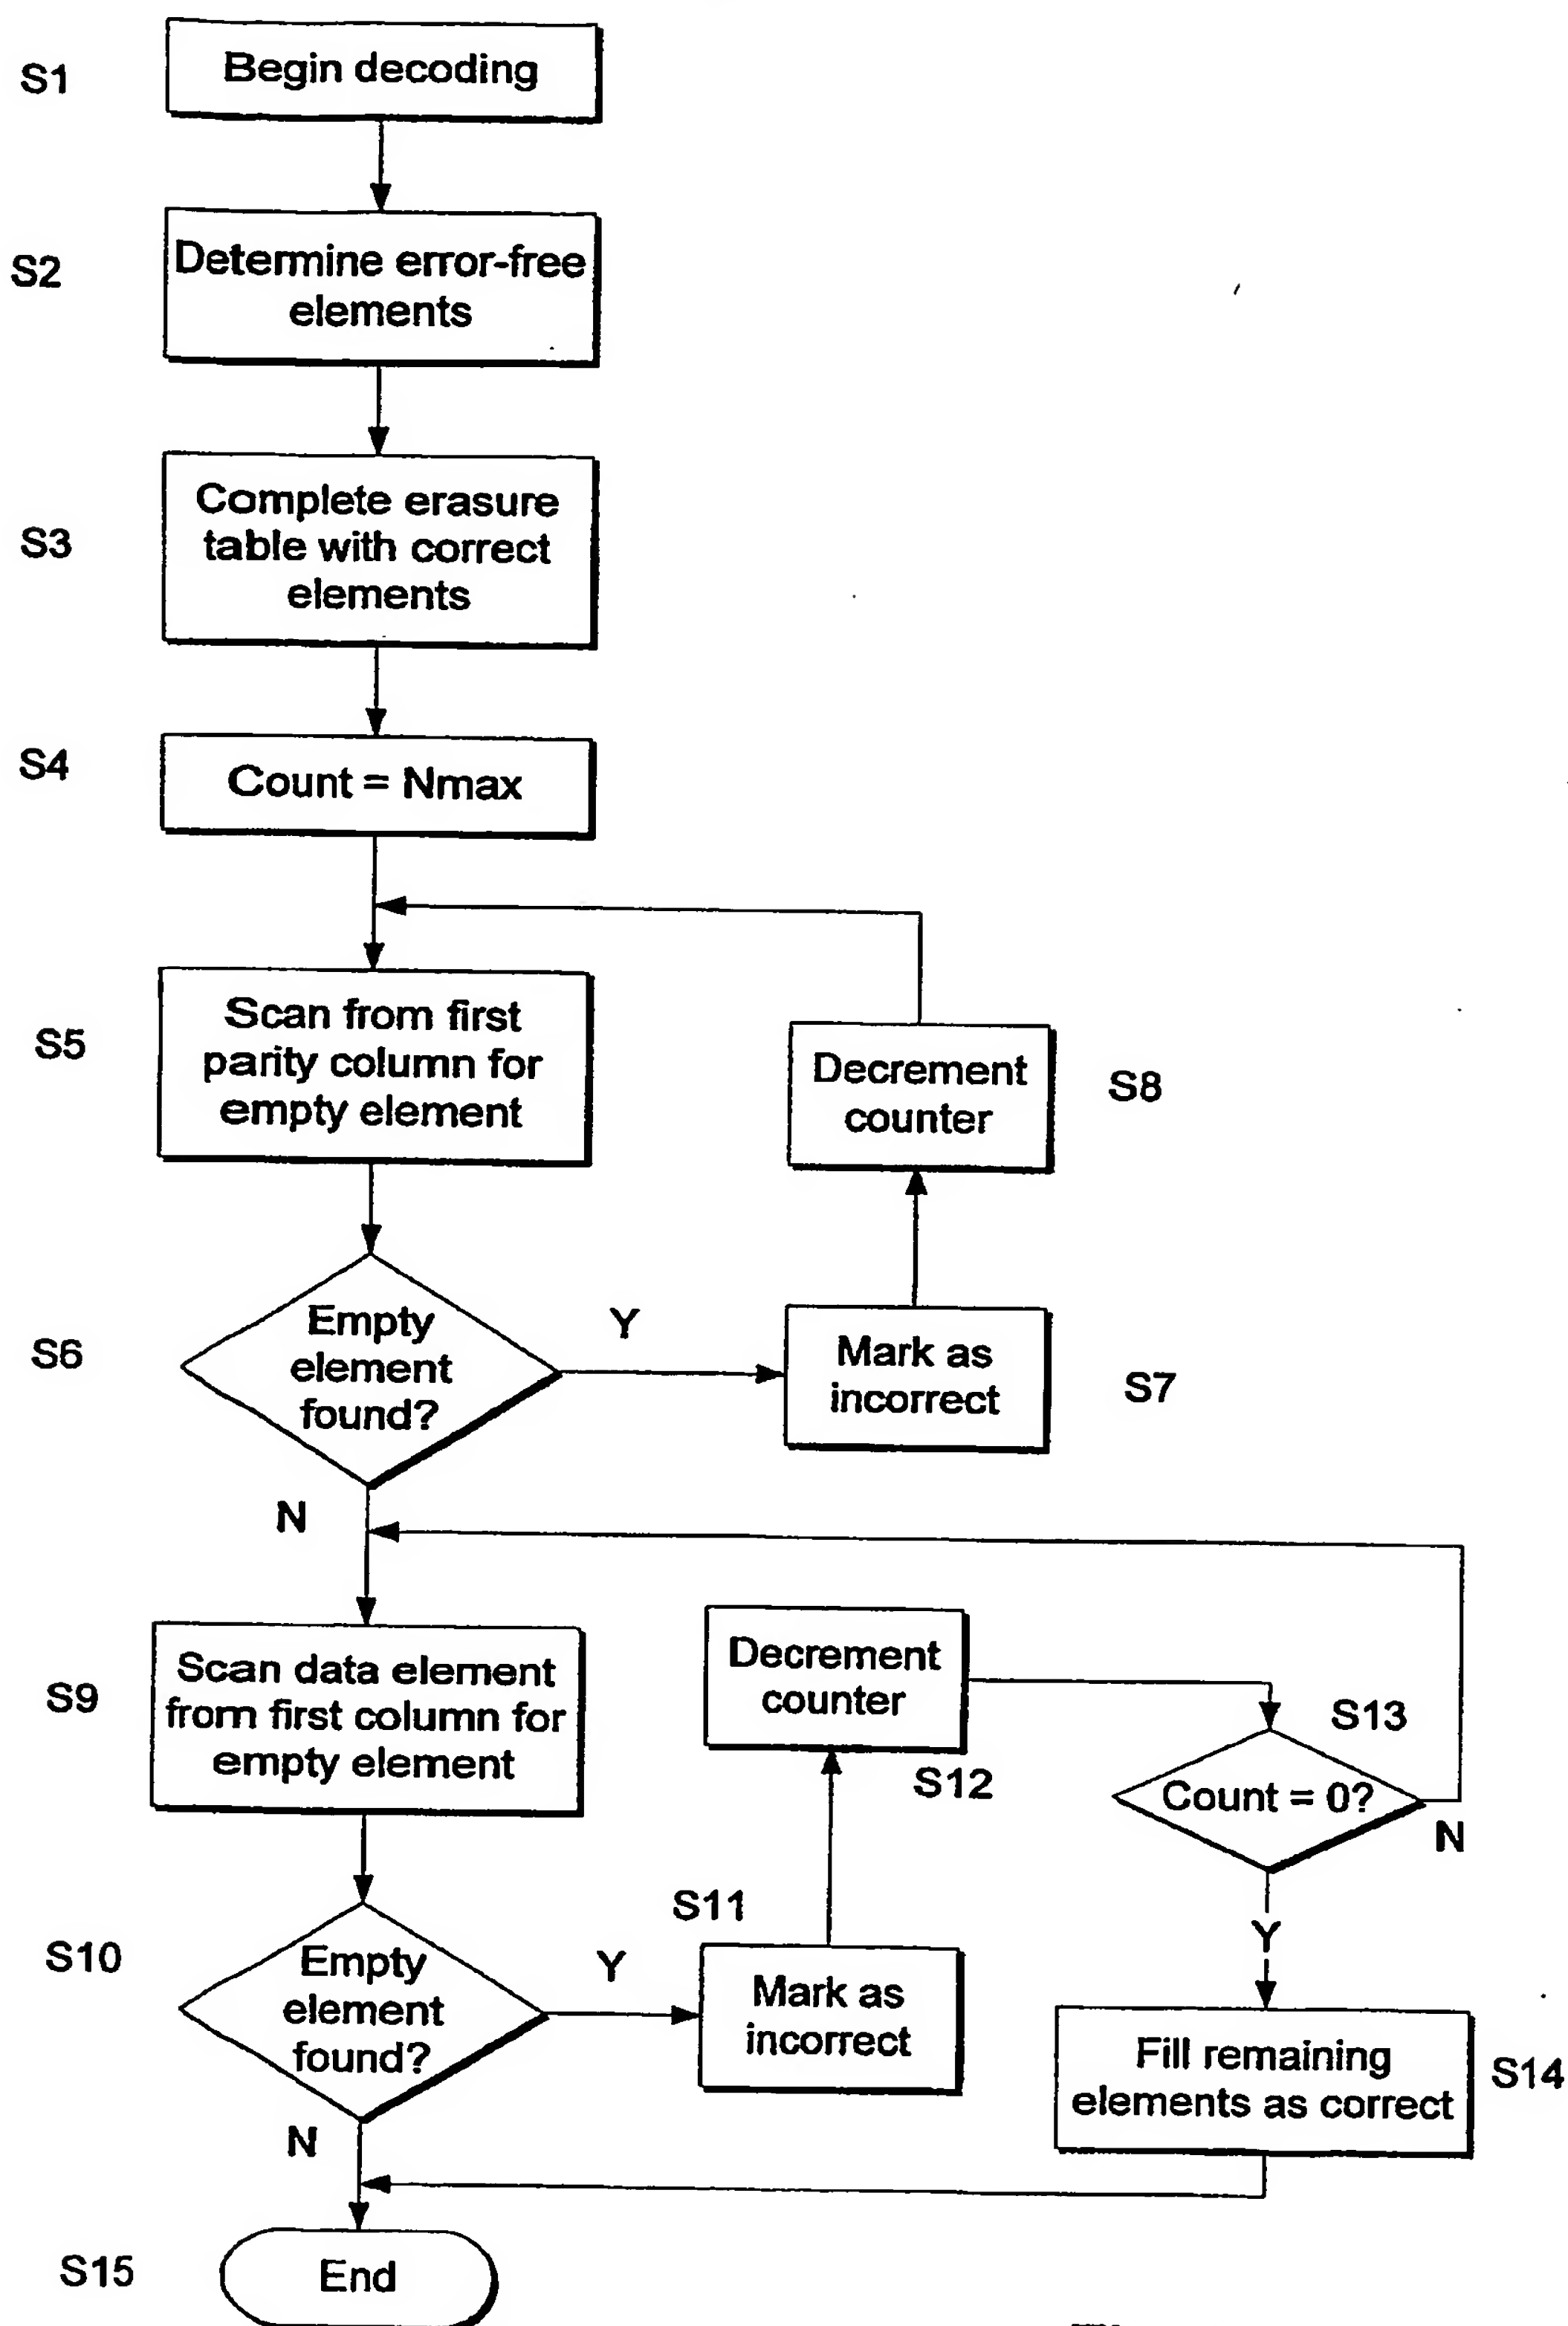 S1
Begin decoding
S2
Determine error-free
elements
S3
Complete erasure
table with correct
elements
S4
Count = Nmax
S5
Scan from first
parity column for
empty element
Decrement
counter
S8
S6
Empty
element
found?
Y
Mark as
incorrect
S7
N
S9
Scan data element
from first column for
empty element
Decrement
counter
S12
S13
Count = 0?
N
Y
S10
Empty
element
found?
Y
S11
Mark as
incorrect
Fill remaining
elements as correct
S14
N
S15
End